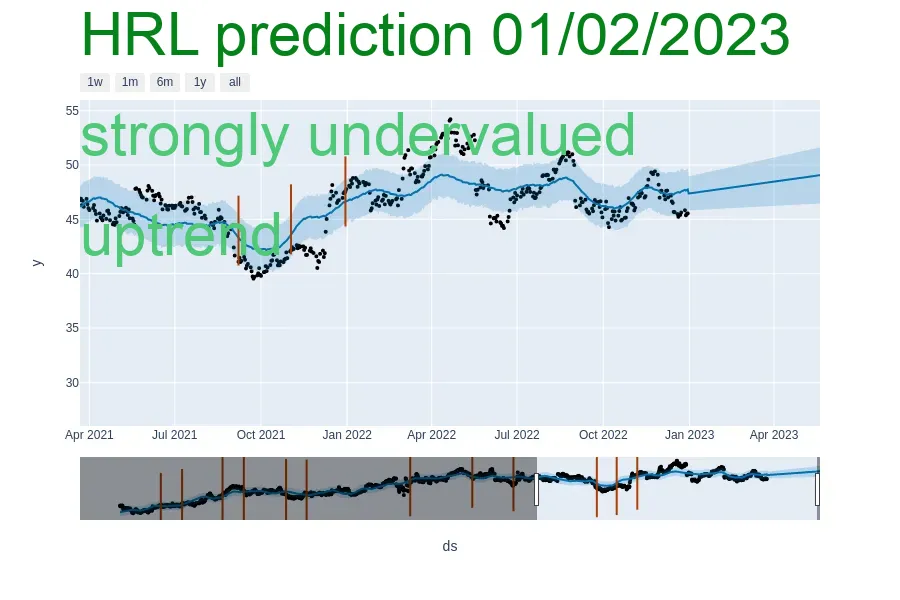 HRL prediction 01/02/2023
1w 1m 6m 1y all
55
strongly undervalued
50
45
uptrend
y
40
35
30
Apr 2021 Jul 2021 Oct 2021 Jan 2022 Apr 2022 Jul 2022 Oct 2022 Jan 2023 Apr 2023
ds